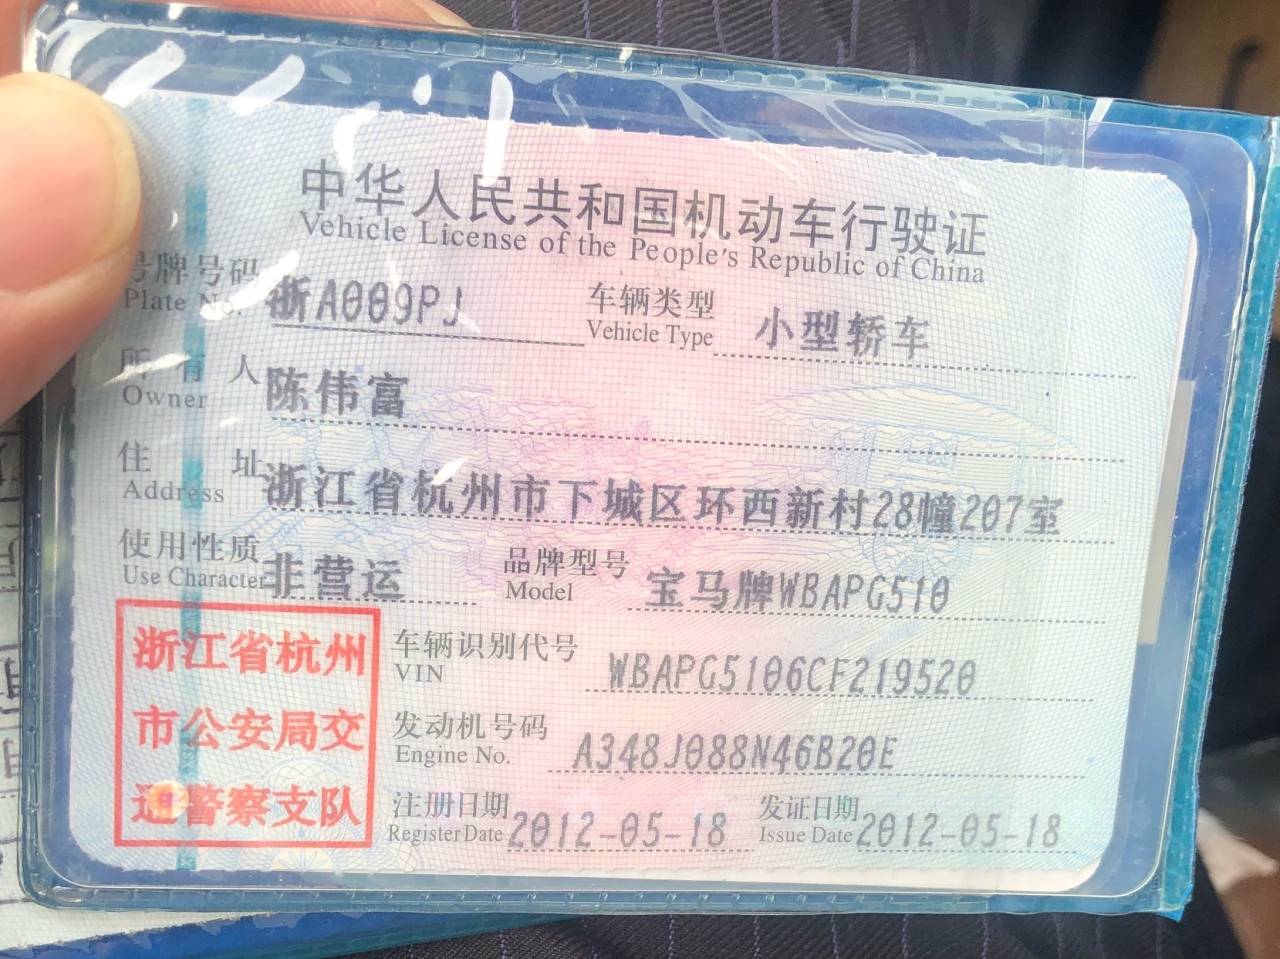 中华人民共和国机动车行驶证
Vehicle License of the People's Republic of China
号牌号码 浙A009PJ 车辆类型 小型轿车
Plate No. Vehicle Type
所有人 陈伟富
Owner
住址 浙江省杭州市下城区环西新村28幢207室
Address
使用性质 非营运 品牌型号 宝马牌WBAPG510
Use Character Model
浙江省杭州
市公安局交
通警察支队
车辆识别代号 WBAPG5106CF219520
VIN
发动机号码 A348J088N46B20E
Engine No.
注册日期 2012-05-18 发证日期 2012-05-18
Register Date Issue Date